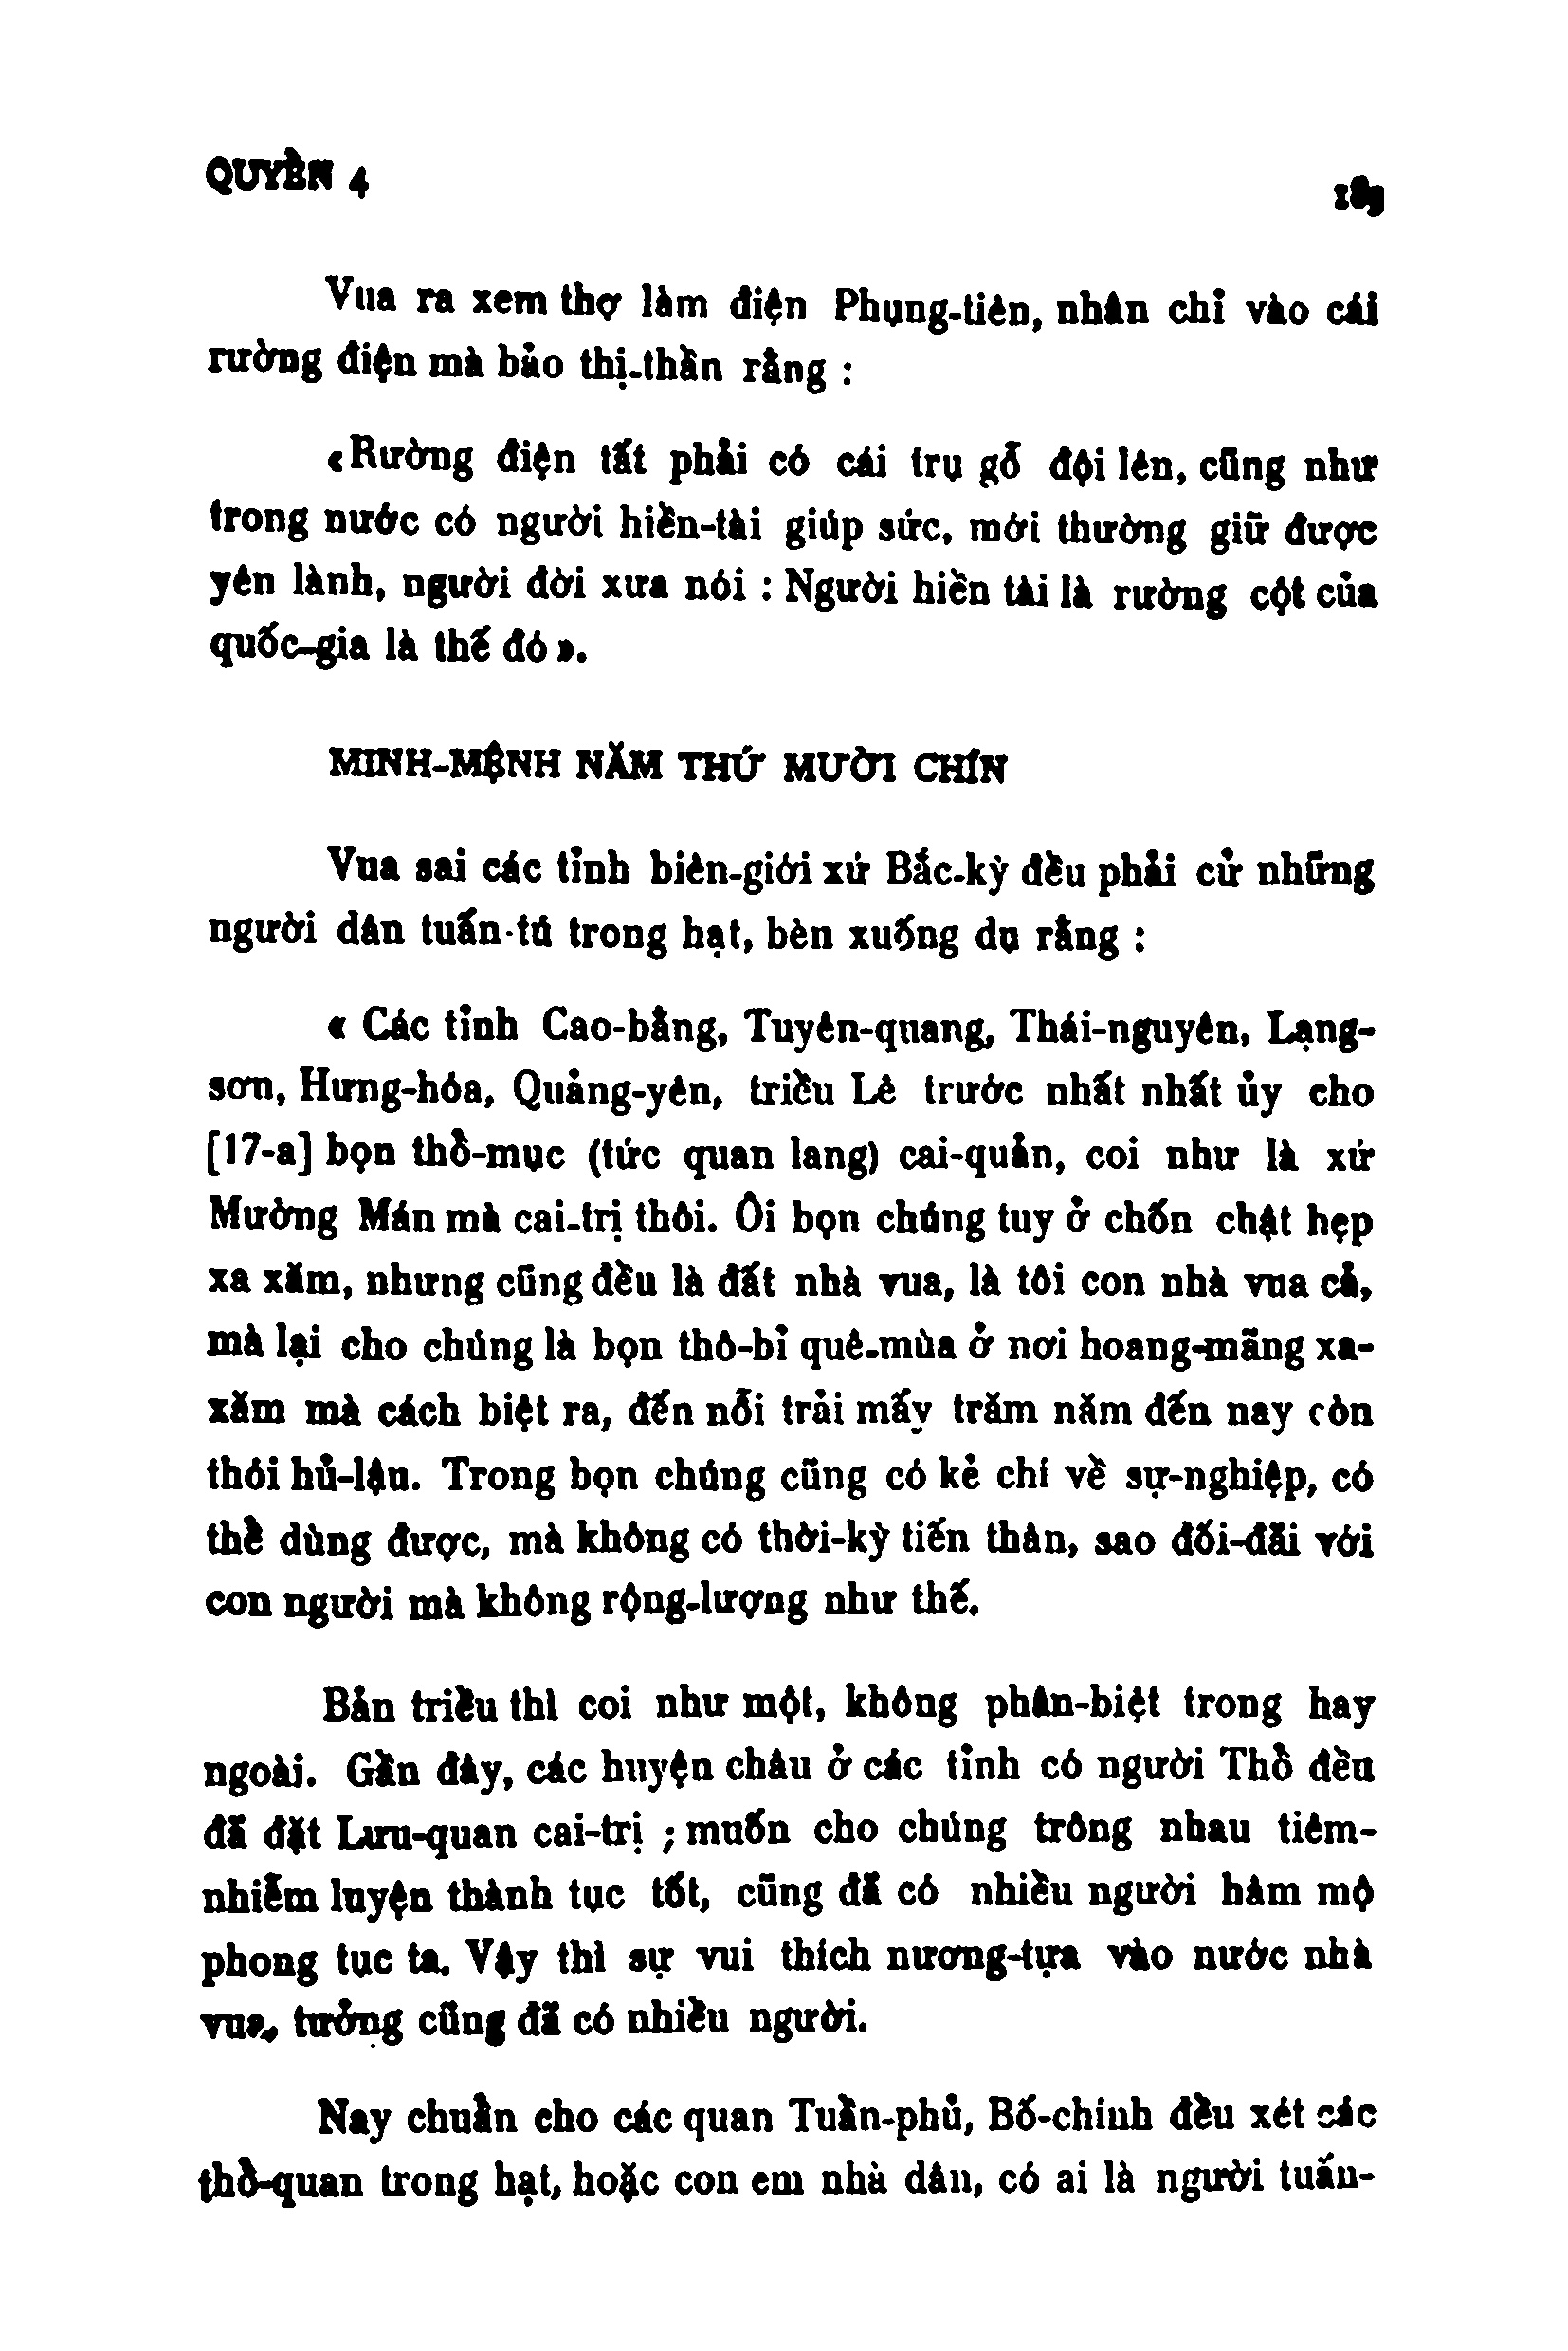 QUYỂN 4
Vua ra xem thợ làm điện Phụng-tiên, nhân chỉ vào cái
rường điện mà bảo thị-thần rằng :
«Rường điện tất phải có cái trụ gỗ đội lên, cũng như
trong nước có người hiền-tài giúp sức, mới thường giữ được
yên lành, người đời xưa nói : Người hiền tài là rường cột của
quốc-gia là thế đó ».
MINH-MỆNH NĂM THỨ MƯỜI CHÍN
Vua sai các tỉnh biên-giới xứ Bắc-kỳ đều phải cử những
người dân tuấn-tú trong hạt, bèn xuống dụ rằng :
« Các tỉnh Cao-bằng, Tuyên-quang, Thái-nguyên, Lạng-
sơn, Hưng-hóa, Quảng-yên, triều Lê trước nhất nhất ủy cho
[17-a] bọn thổ-mục (tức quan lang) cai-quản, coi như là xứ
Mường Mán mà cai-trị thôi. Ôi bọn chúng tuy ở chốn chật hẹp
xa xăm, nhưng cũng đều là đất nhà vua, là tôi con nhà vua cả,
mà lại cho chúng là bọn thô-bỉ quê-mùa ở nơi hoang-mãng xa-
xăm mà cách biệt ra, đến nỗi trải mấy trăm năm đến nay còn
thói hủ-lậu. Trong bọn chúng cũng có kẻ chí về sự-nghiệp, có
thể dùng được, mà không có thời-kỳ tiến thân, sao đối-đãi với
con người mà không rộng-lượng như thế.
Bản triều thì coi như một, không phân-biệt trong hay
ngoài. Gần đây, các huyện châu ở các tỉnh có người Thổ đều
đã đặt Lưu-quan cai-trị ; muốn cho chúng trông nhau tiêm-
nhiễm luyện thành tục tốt, cũng đã có nhiều người hâm mộ
phong tục ta. Vậy thì sự vui thích nương-tựa vào nước nhà
vua, tưởng cũng đã có nhiều người.
Nay chuẩn cho các quan Tuần-phủ, Bố-chính đều xét các
thổ-quan trong hạt, hoặc con em nhà dân, có ai là người tuấn-